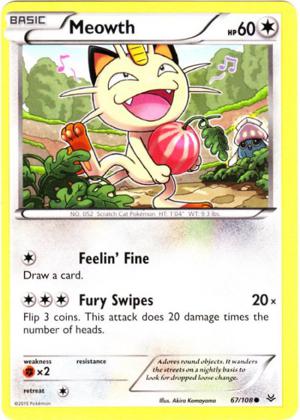 BASIC
Meowth
HP60
NO. 052 Scratch Cat Pokémon HT: 1'04" WT: 9.3 lbs.
Feelin' Fine
Draw a card.
Fury Swipes 20×
Flip 3 coins. This attack does 20 damage times the
number of heads.
weakness
×2
resistance
retreat
Adores round objects. It wanders
the streets on a nightly basis to
look for dropped loose change.
Illus. Akira Komayama
©2015 Pokémon
67/108